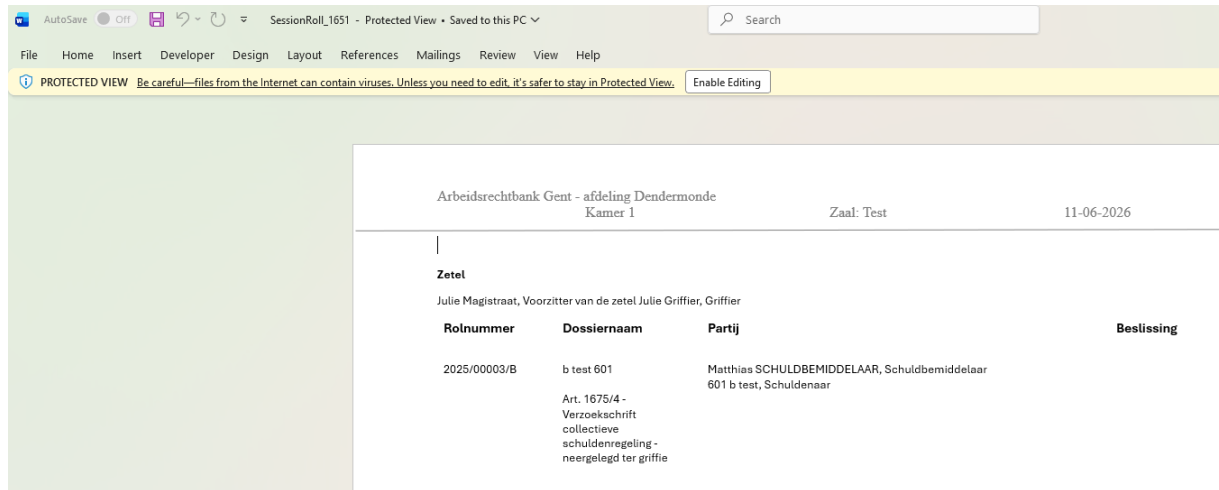 AutoSave Off SessionRoll_1651 - Protected View • Saved to this PC Search
File Home Insert Developer Design Layout References Mailings Review View Help
PROTECTED VIEW Be careful—files from the Internet can contain viruses. Unless you need to edit, it's safer to stay in Protected View. Enable Editing
Arbeidsrechtbank Gent - afdeling Dendermonde
Kamer 1 Zaal: Test 11-06-2026
Zetel
Julie Magistraat, Voorzitter van de zetel Julie Griffier, Griffier
Rolnummer Dossiernaam Partij Beslissing
2025/00003/B b test 601 Matthias SCHULDBEMIDDELAAR, Schuldbemiddelaar
601 b test, Schuldenaar
Art. 1675/4 -
Verzoekschrift
collectieve
schuldenregeling -
neergelegd ter griffie